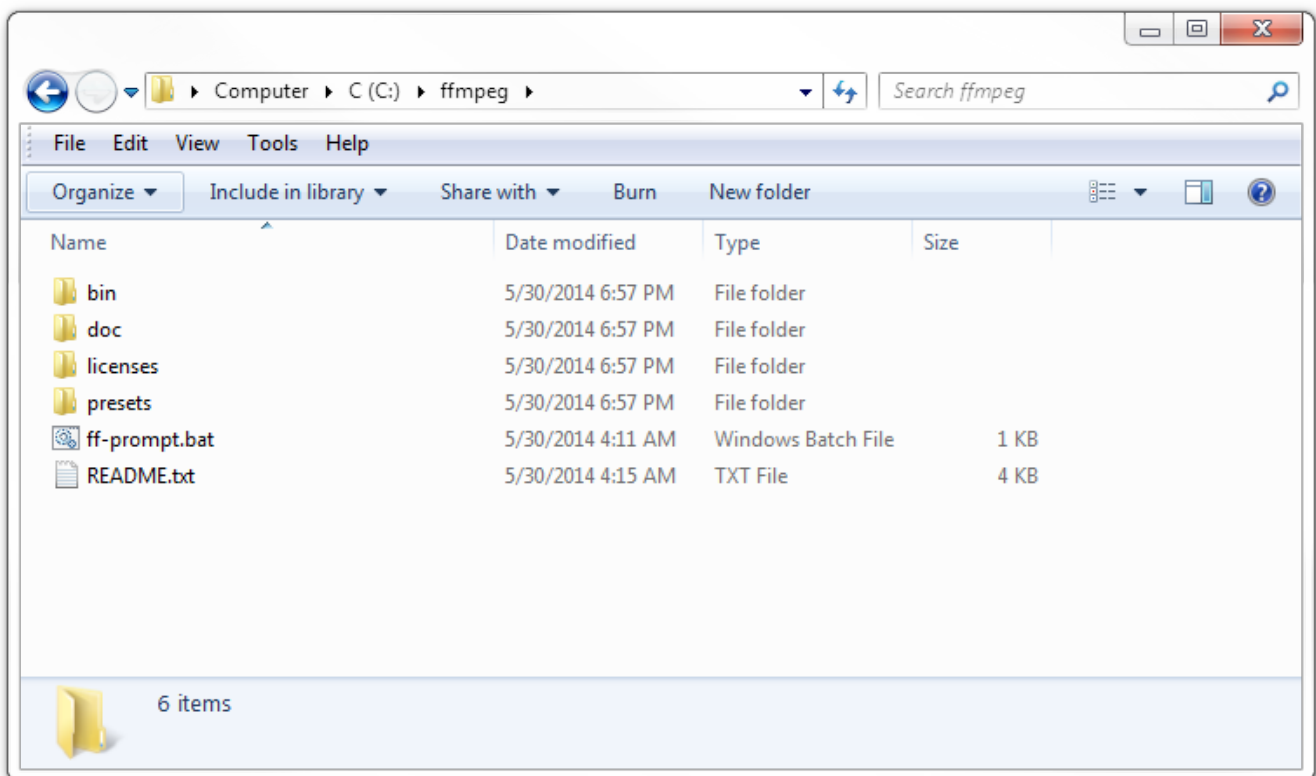 Computer C (C:) ffmpeg Search ffmpeg
File Edit View Tools Help
Organize Include in library Share with Burn New folder
Name Date modified Type Size
bin 5/30/2014 6:57 PM File folder
doc 5/30/2014 6:57 PM File folder
licenses 5/30/2014 6:57 PM File folder
presets 5/30/2014 6:57 PM File folder
ff-prompt.bat 5/30/2014 4:11 AM Windows Batch File 1 KB
README.txt 5/30/2014 4:15 AM TXT File 4 KB
6 items